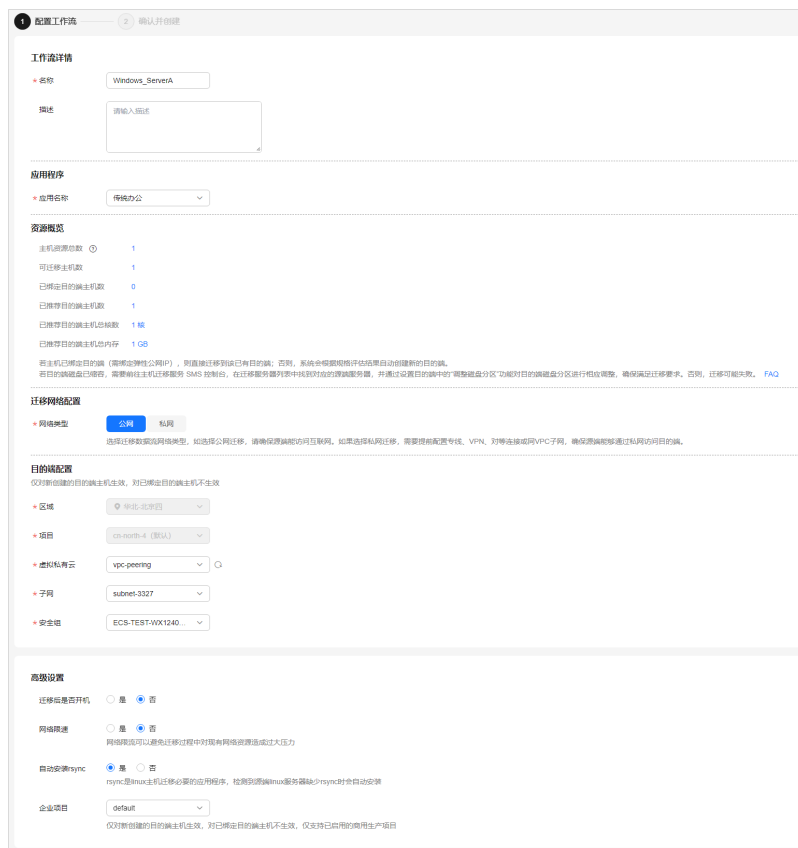 1 配置工作流 2 确认并创建
工作流详情
* 名称 Windows_ServerA
描述 请输入描述
应用程序
* 应用名称 传统办公
资源概览
主机资源总数 ? 1
可迁移主机数 1
已绑定目的端主机数 0
已推荐目的端主机数 1
已推荐目的端主机总核数 1 核
已推荐目的端主机总内存 1 GB
若主机已绑定目的端（需绑定弹性公网IP），则直接迁移到该已有目的端；否则，系统会根据规格评估结果自动创建新的目的端。
若目的端磁盘已缩容，需要前往主机迁移服务 SMS 控制台，在迁移服务器列表中找到对应的源端服务器，并通过设置目的端中的“调整磁盘分区”功能对目的端磁盘分区进行相应调整，确保满足迁移要求。否则，迁移可能失败。 FAQ
迁移网络配置
* 网络类型 公网 私网
选择迁移数据流网络类型，如选择公网迁移，请确保源端能访问互联网。如果选择私网迁移，需要提前配置专线、VPN、对等连接或同VPC子网，确保源端能够通过私网访问目的端。
目的端配置
仅对新创建的目的端主机生效，对已绑定目的端主机不生效
* 区域 华北-北京四
* 项目 cn-north-4（默认）
* 虚拟私有云 vpc-peering
* 子网 subnet-3327
* 安全组 ECS-TEST-WX1240...
高级设置
迁移后是否开机 是 否
网络限速 是 否
网络限流可以避免迁移过程中对现有网络资源造成过大压力
自动安装rsync 是 否
rsync是linux主机迁移必要的应用程序，检测到源端linux服务器缺少rsync时会自动安装
企业项目 default
仅对新创建的目的端主机生效，对已绑定目的端主机不生效，仅支持已启用的商用生产项目